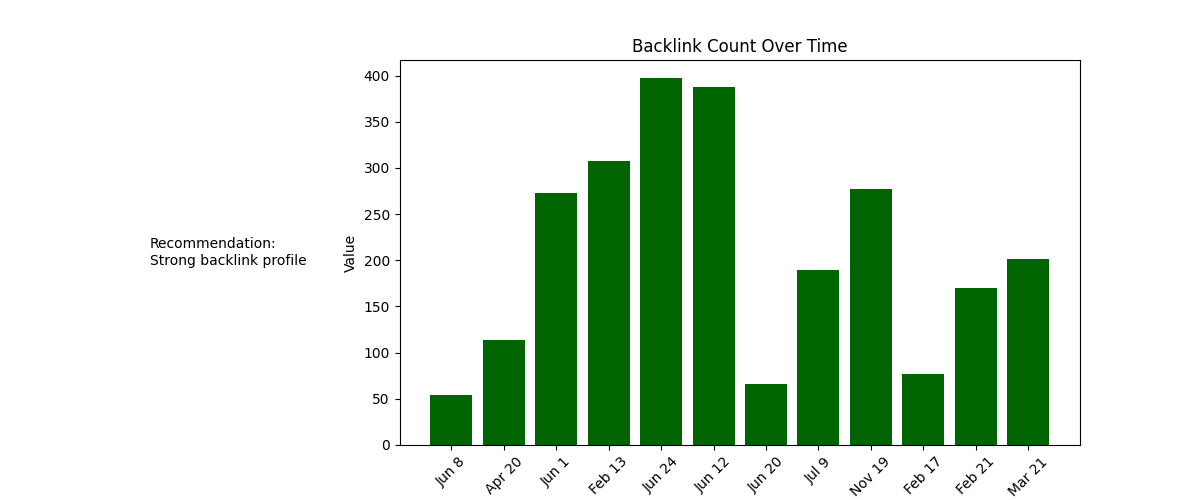 Backlink Count Over Time
Recommendation:
Strong backlink profile
Value
400
350
300
250
200
150
100
50
0
Jun 8
Apr 20
Jun 1
Feb 13
Jun 24
Jun 12
Jun 20
Jul 9
Nov 19
Feb 17
Feb 21
Mar 21